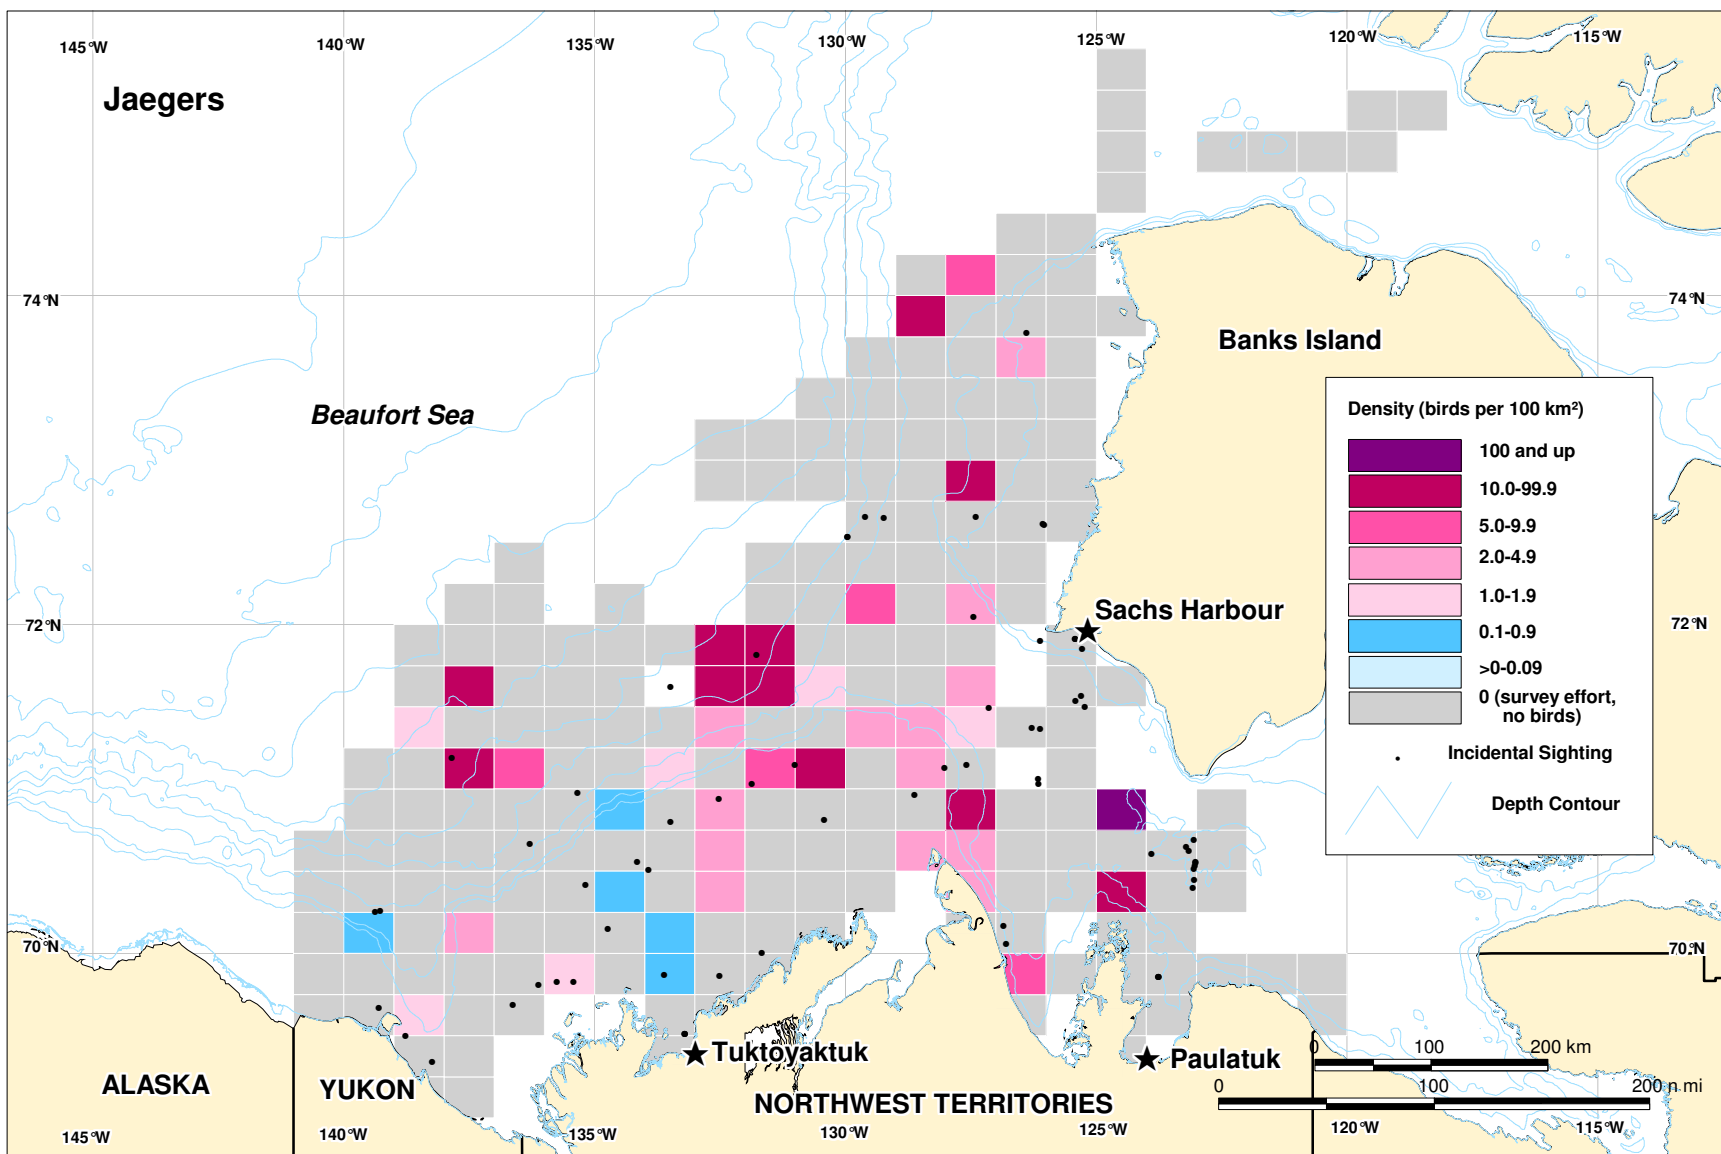 145°W 140°W 135°W 130°W 125°W 120°W 115°W
Jaegers
74°N 74°N
Banks Island
Beaufort Sea
Density (birds per 100 km²)
100 and up
10.0-99.9
5.0-9.9
2.0-4.9
1.0-1.9
0.1-0.9
>0-0.09
0 (survey effort,
no birds)
Incidental Sighting
Depth Contour
Sachs Harbour
72°N 72°N
70°N 70°N
Tuktoyaktuk
Paulatuk
0 100 200 km
0 100 200 n mi
ALASKA
YUKON
NORTHWEST TERRITORIES
145°W 140°W 135°W 130°W 125°W 120°W 115°W